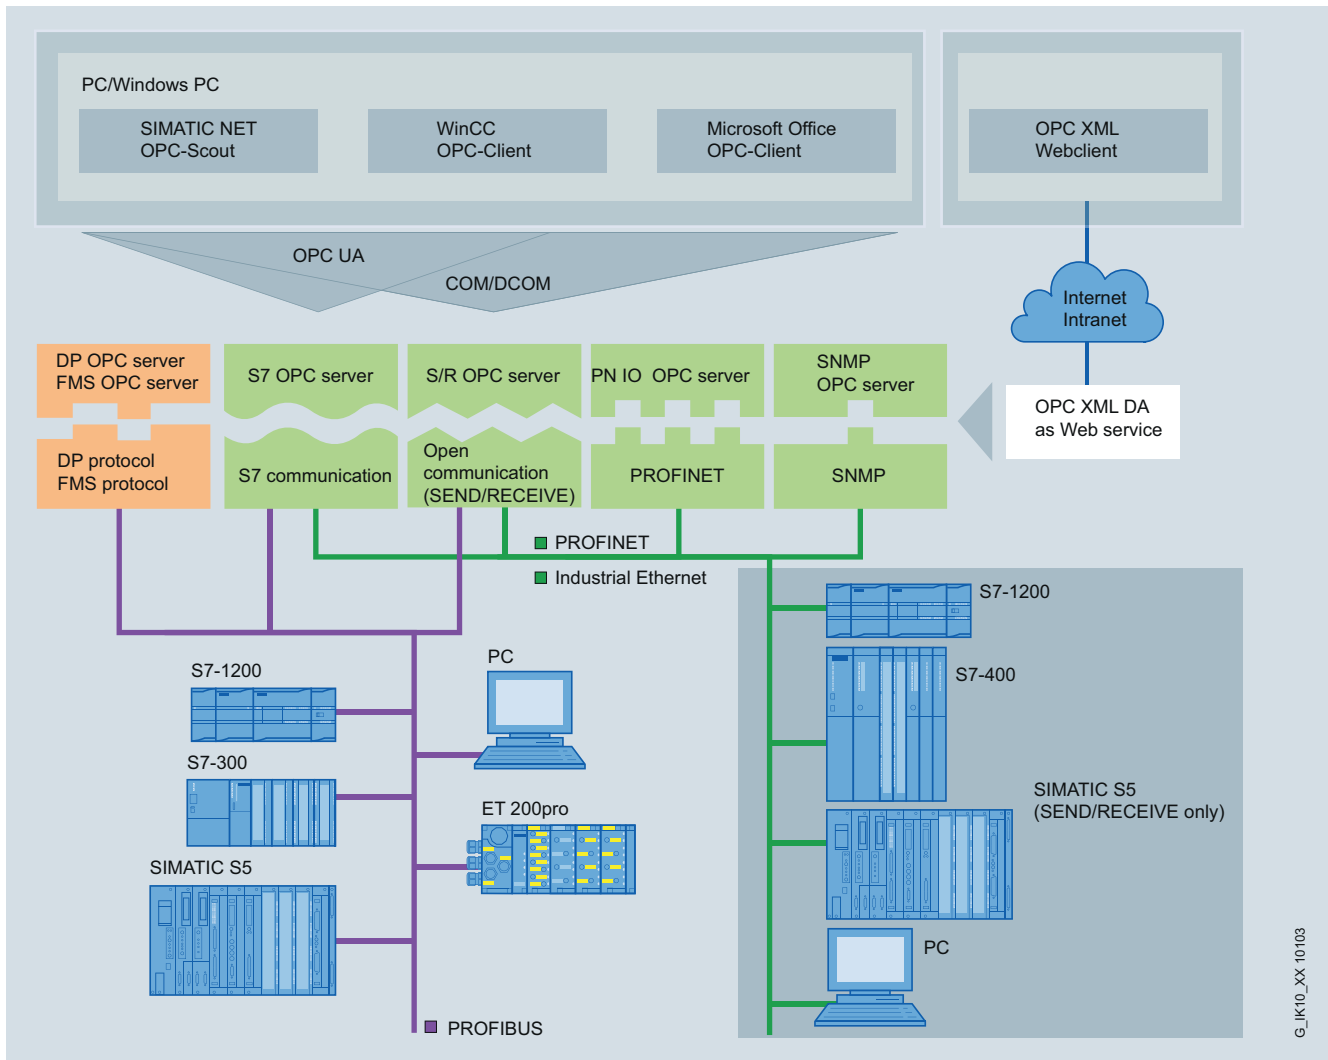 PC/Windows PC
SIMATIC NET
OPC-Scout
WinCC
OPC-Client
Microsoft Office
OPC-Client
OPC XML
Webclient
OPC UA
COM/DCOM
Internet
Intranet
DP OPC server
FMS OPC server
S7 OPC server
S/R OPC server
PN IO OPC server
SNMP
OPC server
OPC XML DA
as Web service
DP protocol
FMS protocol
S7 communication
Open
communication
(SEND/RECEIVE)
PROFINET
SNMP
PROFINET
Industrial Ethernet
S7-1200
S7-300
SIMATIC S5
PC
ET 200pro
PROFIBUS
S7-1200
S7-400
SIMATIC S5
(SEND/RECEIVE only)
PC
G_IK10_XX 10103